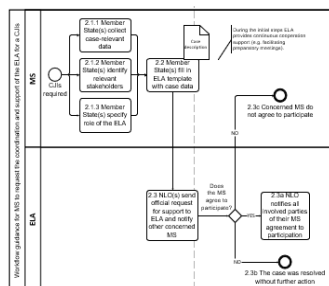 Workflow guidance for MS to request the coordination and support of the ELA for a CJIs
MS
CJIs
required
2.1.1 Member
State(s) collect
case-relevant
data
2.1.2 Member
State(s) identify
relevant
stakeholders
2.1.3 Member
State(s) specify
role of the ELA
2.2 Member
State(s) fill in
ELA template
with case data
Case
description
During the initial steps ELA
provides continuous cooperation
support (e.g. facilitating
preparatory meetings).
2.3c Concerned MS do
not agree to participate
NO
ELA
2.3 NLO(s) send
official request
for support to
ELA and notify
other concerned
MS
Does
the MS
agree to
participate?
YES
2.3a NLO
notifies all
involved parties
of their MS
agreement to
participation
NO
2.3b The case was resolved
without further action